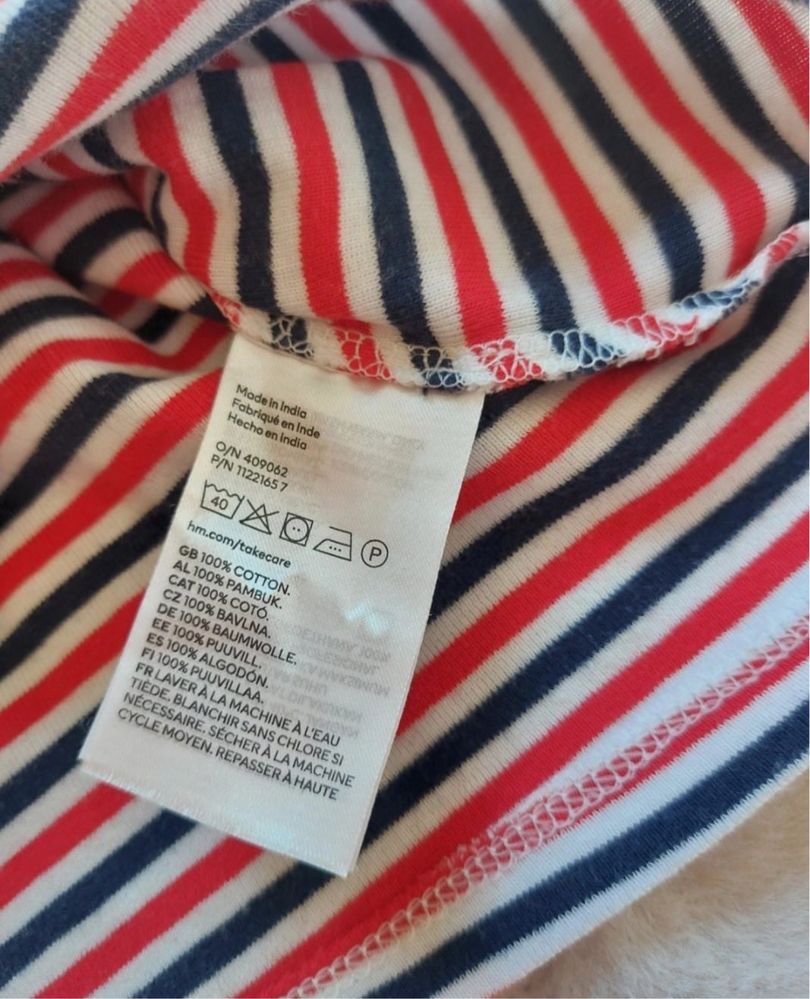 Made in India
Fabriqué en Inde
Hecho en india
O/N 409062
P/N 1122165 7
40
P
hm.com/takecare
GB 100% COTTON.
AL 100% PAMBUK.
CAT 100% COTÓ.
CZ 100% BAVLNA.
DE 100% BAUMWOLLE.
EE 100% PUUVILL.
ES 100% ALGODÓN.
FI 100% PUUVILLAA.
FR LAVER À LA MACHINE À L'EAU
TIÈDE. BLANCHIR SANS CHLORE SI
NÉCESSAIRE. SÉCHER À LA MACHINE
CYCLE MOYEN. REPASSER À HAUTE